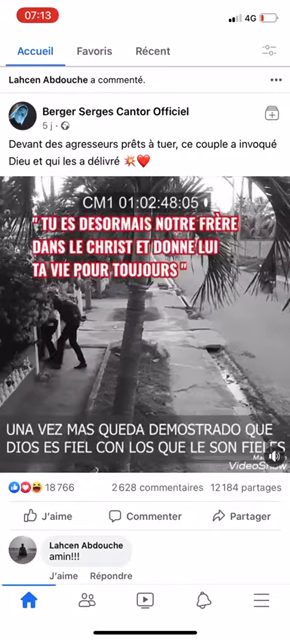 07:13
4G
Accueil Favoris Récent
Lahcen Abdouche a commenté.
Berger Serges Cantor Officiel
5 j ·
Devant des agresseurs prêts à tuer, ce couple a invoqué
Dieu et qui les a délivré 💥❤️
CM1 01:02:48:05
" TU ES DESORMAIS NOTRE FRÈRE
DANS LE CHRIST ET DONNE LUI
TA VIE POUR TOUJOURS "
UNA VEZ MAS QUEDA DEMOSTRADO QUE
DIOS ES FIEL CON LOS QUE LE SON FIELES
VideoShow
18 766 2 628 commentaires 12 184 partages
J'aime Commenter Partager
Lahcen Abdouche
amin!!!
J'aime Répondre